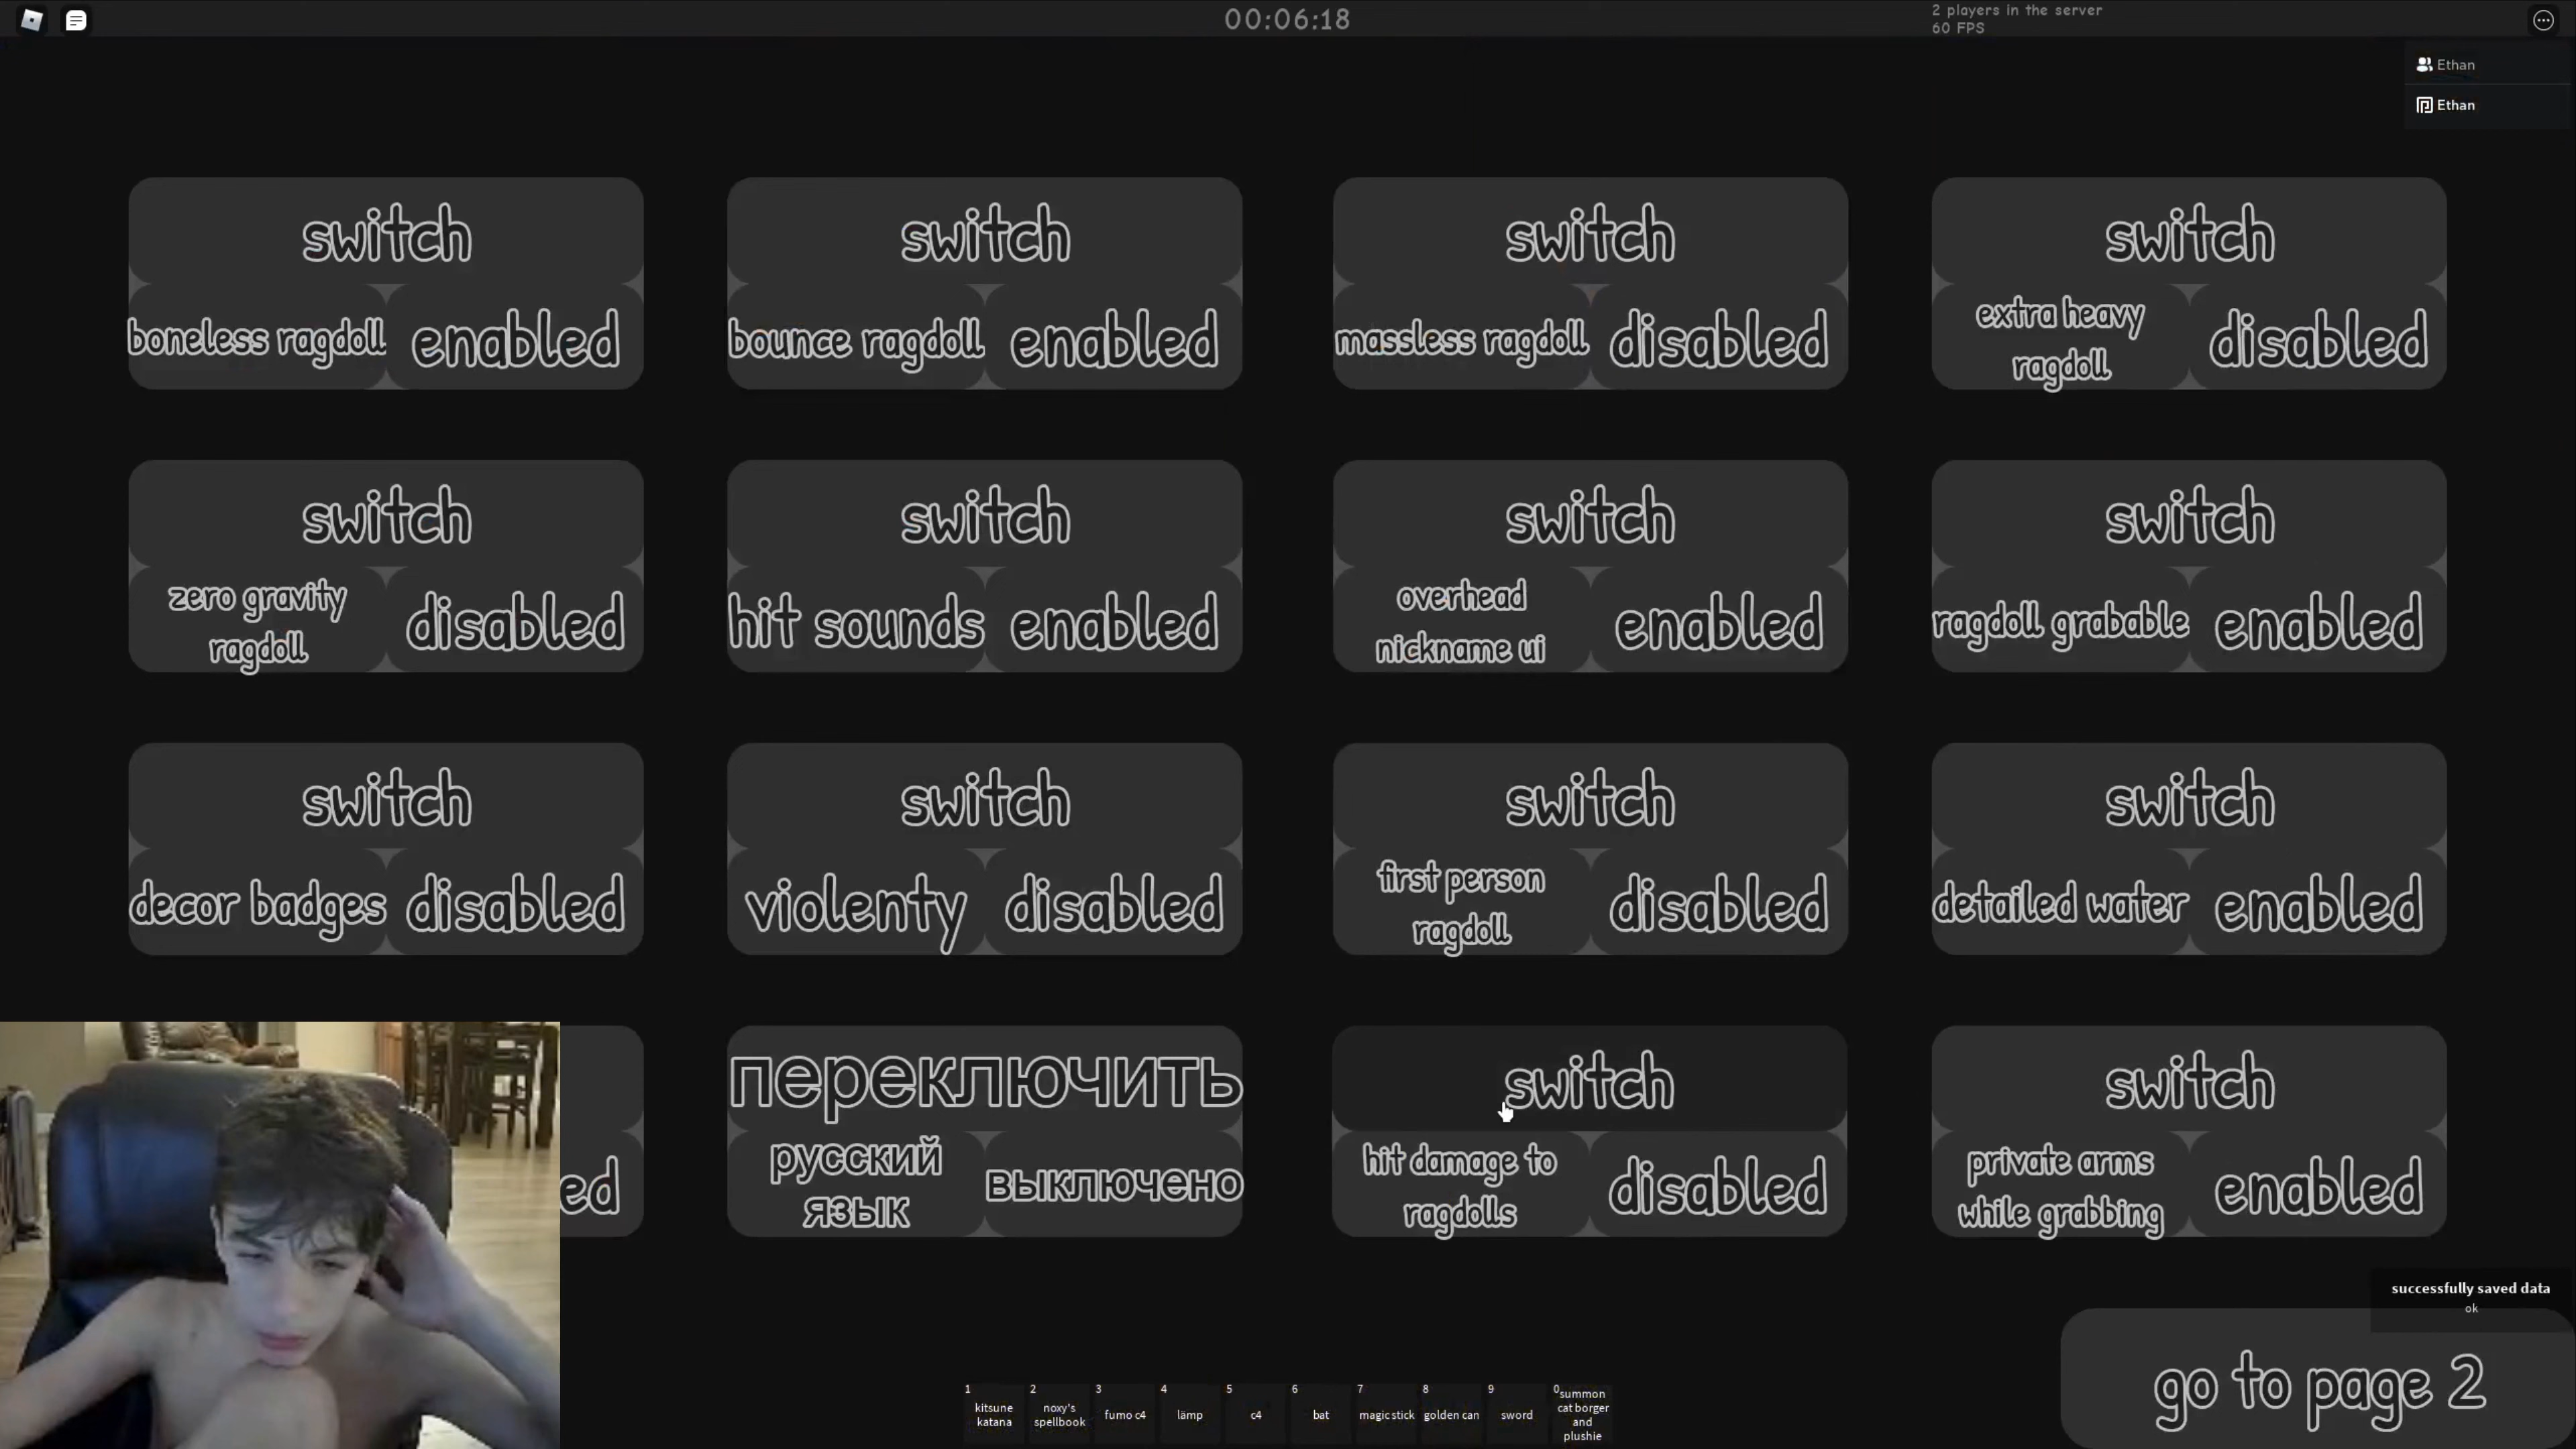 00:06:18
2 players in the server
60 FPS
Ethan
Ethan
switch
boneless ragdoll
enabled
switch
bounce ragdoll
enabled
switch
massless ragdoll
disabled
switch
extra heavy
ragdoll
disabled
switch
zero gravity
ragdoll
disabled
switch
hit sounds
enabled
switch
overhead
nickname ui
enabled
switch
ragdoll grabable
enabled
switch
decor badges
disabled
switch
violenty
disabled
switch
first person
ragdoll
disabled
switch
detailed water
enabled
ed
переключить
русский
язык
выключено
switch
hit damage to
ragdolls
disabled
switch
private arms
while grabbing
enabled
successfully saved data
ok
go to page 2
1
kitsune
katana
2
noxy's
spellbook
3
fumo c4
4
lämp
5
c4
6
bat
7
magic stick
8
golden can
9
sword
0
summon
cat borger
and
plushie